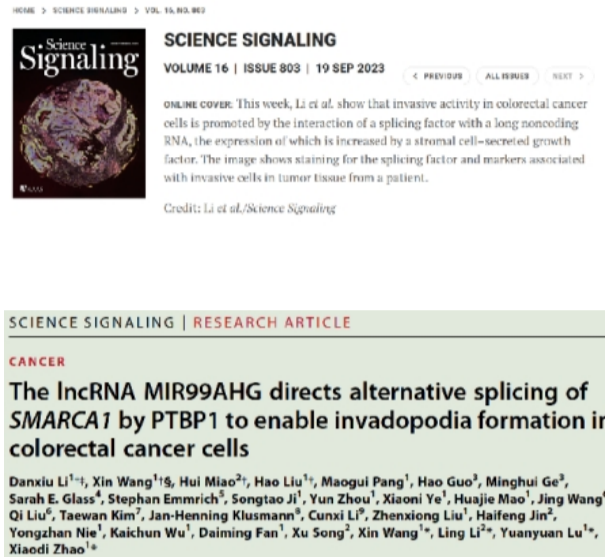 HOME > SCIENCE SIGNALING > VOL. 16, NO. 803
Science
Signaling
SCIENCE SIGNALING
VOLUME 16 | ISSUE 803 | 19 SEP 2023
< PREVIOUS
ALL ISSUES
NEXT >
ONLINE COVER: This week, Li et al. show that invasive activity in colorectal cancer
cells is promoted by the interaction of a splicing factor with a long noncoding
RNA, the expression of which is increased by a stromal cell–secreted growth
factor. The image shows staining for the splicing factor and markers associated
with invasive cells in tumor tissue from a patient.
Credit: Li et al./Science Signaling
AAAS
SCIENCE SIGNALING | RESEARCH ARTICLE
CANCER
The lncRNA MIR99AHG directs alternative splicing of
SMARCA1 by PTBP1 to enable invadopodia formation in
colorectal cancer cells
Danxiu Li¹†‡, Xin Wang¹†§, Hui Miao²†, Hao Liu¹†, Maogui Pang¹, Hao Guo³, Minghui Ge³,
Sarah E. Glass⁴, Stephan Emmrich⁵, Songtao Ji¹, Yun Zhou¹, Xiaoni Ye¹, Huajie Mao¹, Jing Wang⁶
Qi Liu⁶, Taewan Kim⁷, Jan-Henning Klusmann⁸, Cunxi Li⁹, Zhenxiong Liu¹, Haifeng Jin²,
Yongzhan Nie¹, Kaichun Wu¹, Daiming Fan¹, Xu Song², Xin Wang¹*, Ling Li²*, Yuanyuan Lu¹*,
Xiaodi Zhao¹*